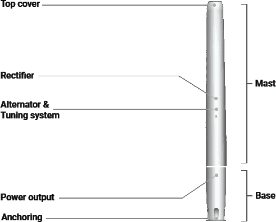 Top cover
Rectifier
Mast
Alternator &
Tuning system
Power output
Base
Anchoring